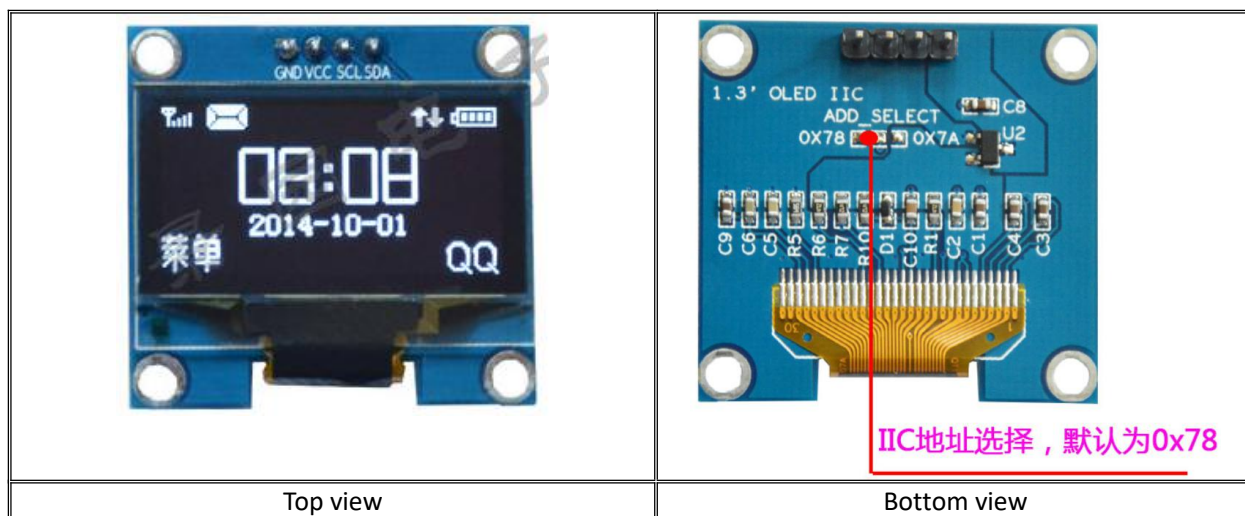 GND VCC SCL SDA
08:08
2014-10-01
菜单
QQ
1.3' OLED IIC
C8
ADD_SELECT
0X78
0X7A
U2
C9
C6
C5
R5
R6
R7
R10
D1
C10
R1
C2
C1
C4
C3
30
1
IIC地址选择，默认为0x78
Top view
Bottom view